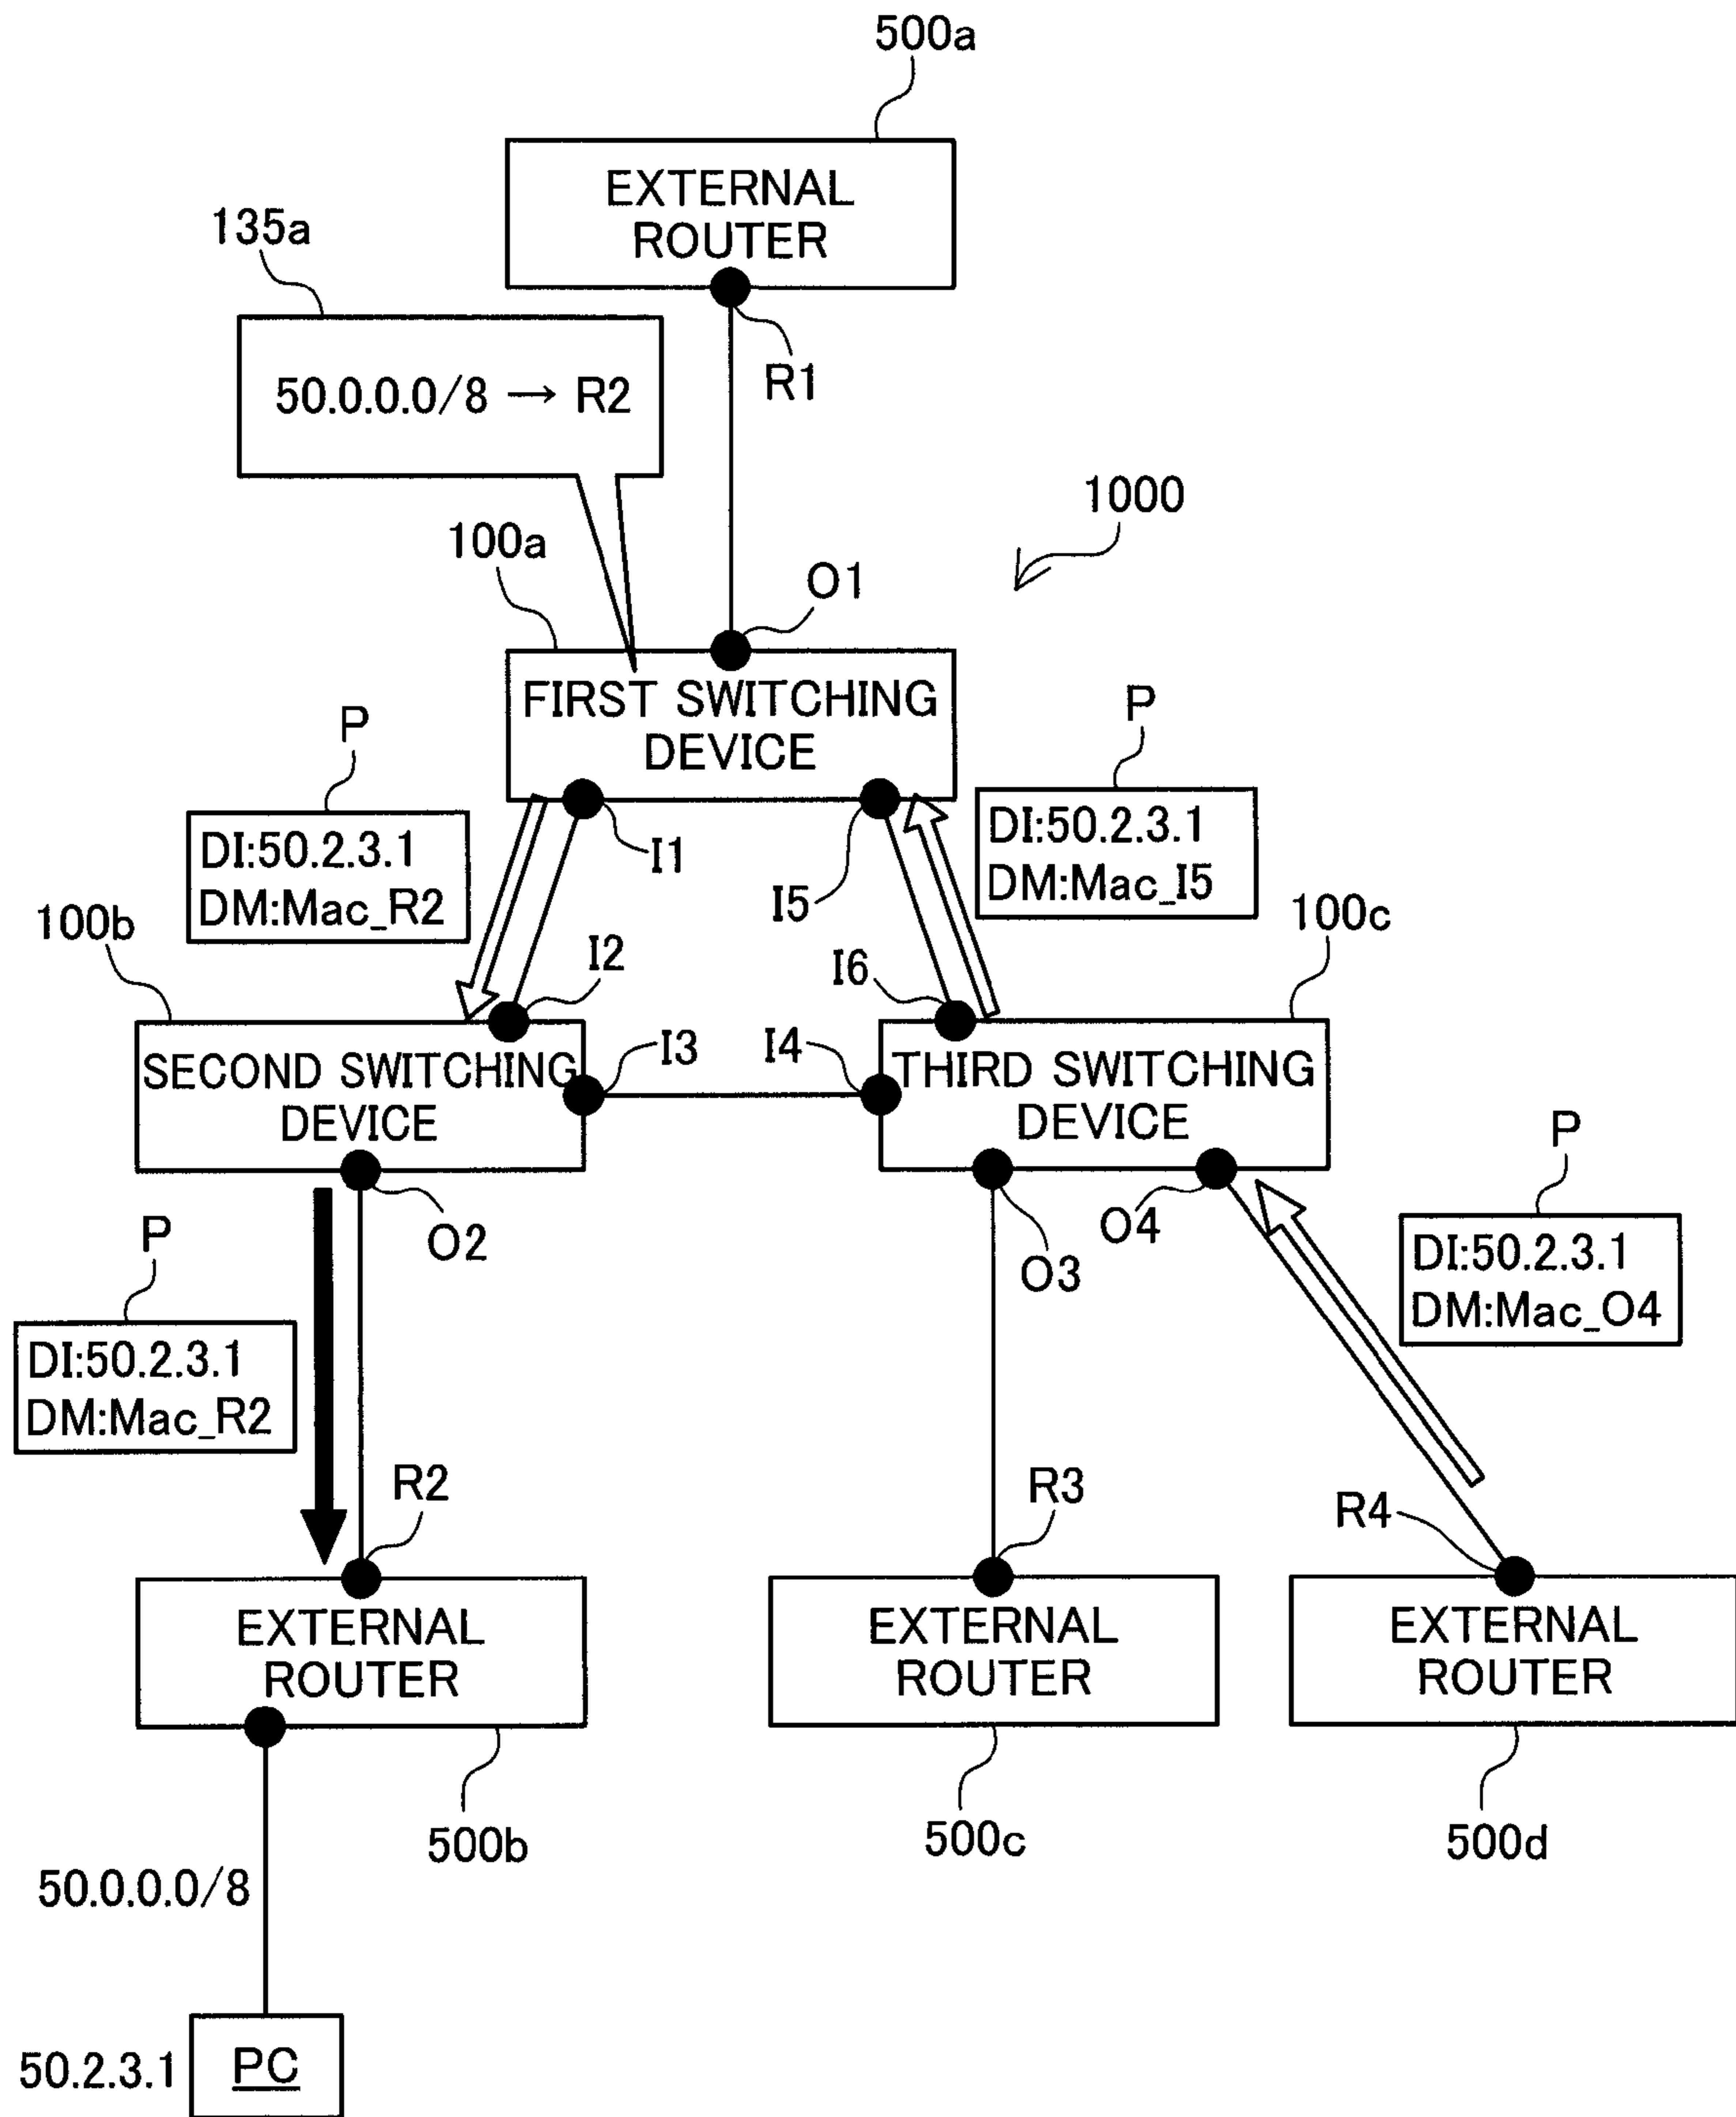 500a
EXTERNAL
ROUTER
135a
R1
50.0.0.0/8 → R2
1000
100a
O1
FIRST SWITCHING
DEVICE
P
DI:50.2.3.1
DM:Mac_R2
I1
P
DI:50.2.3.1
DM:Mac_I5
I5
100b
100c
I2
I6
SECOND SWITCHING
DEVICE
I3
I4
THIRD SWITCHING
DEVICE
O2
O3
O4
P
DI:50.2.3.1
DM:Mac_O4
P
DI:50.2.3.1
DM:Mac_R2
R2
R3
R4
EXTERNAL
ROUTER
EXTERNAL
ROUTER
EXTERNAL
ROUTER
500b
500c
500d
50.0.0.0/8
50.2.3.1
PC